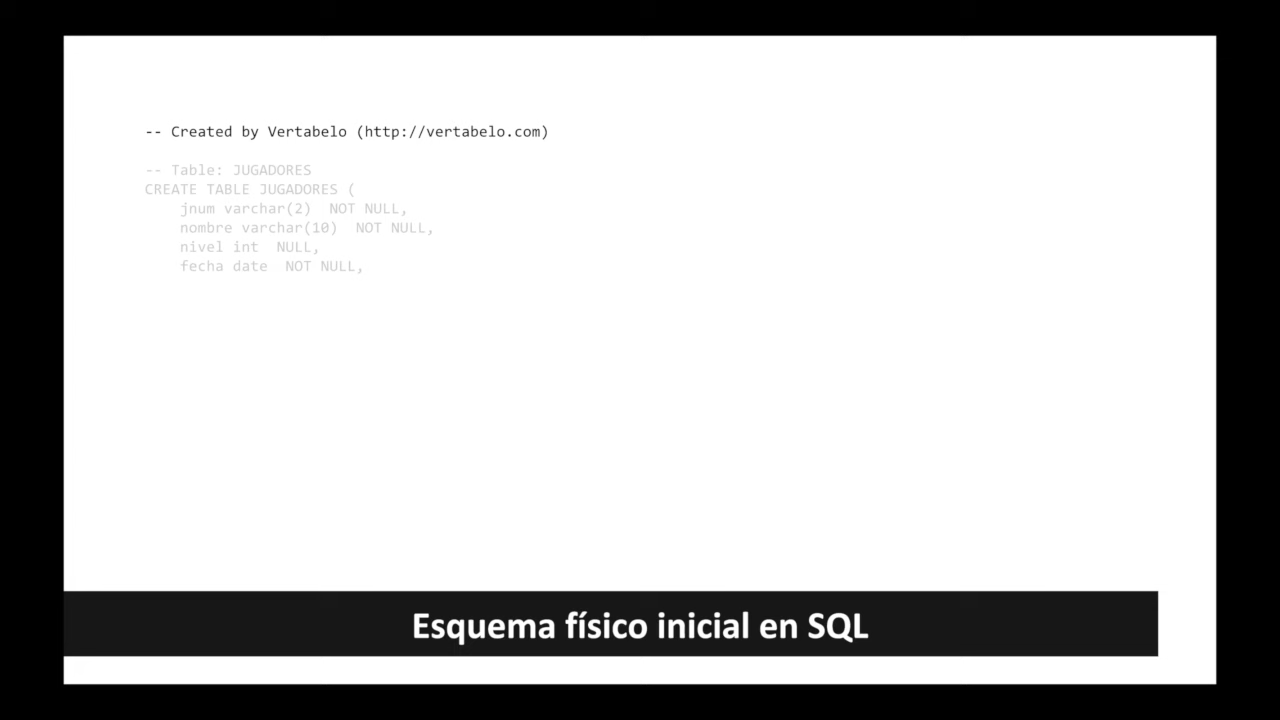 -- Created by Vertabelo (http://vertabelo.com)
-- Table: JUGADORES
CREATE TABLE JUGADORES (
jnum varchar(2)  NOT NULL,
nombre varchar(10)  NOT NULL,
nivel int  NULL,
fecha date  NOT NULL,
Esquema físico inicial en SQL